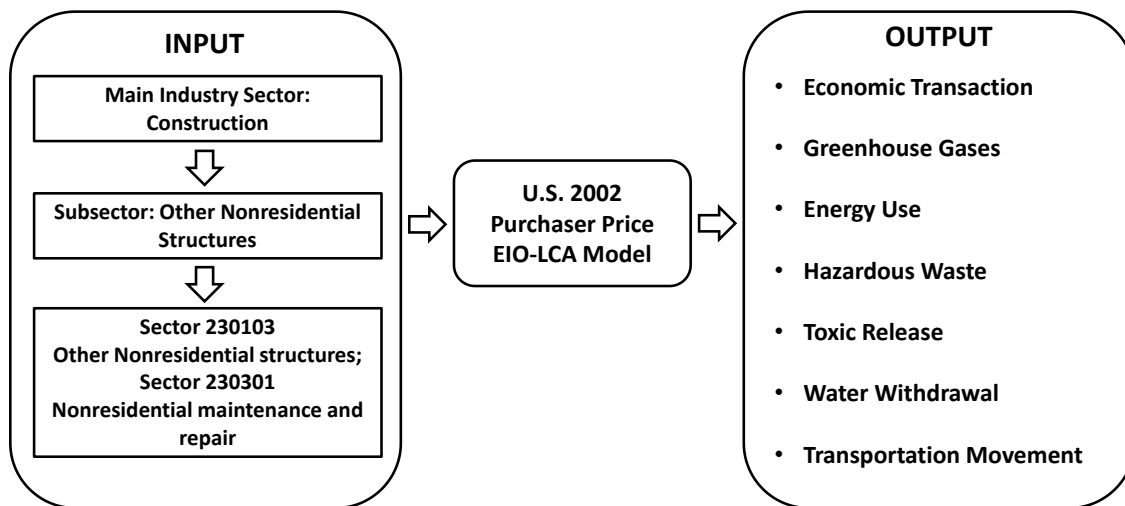 INPUT
Main Industry Sector:
Construction
Subsector: Other Nonresidential
Structures
Sector 230103
Other Nonresidential structures;
Sector 230301
Nonresidential maintenance and
repair
U.S. 2002
Purchaser Price
EIO-LCA Model
OUTPUT
• Economic Transaction
• Greenhouse Gases
• Energy Use
• Hazardous Waste
• Toxic Release
• Water Withdrawal
• Transportation Movement